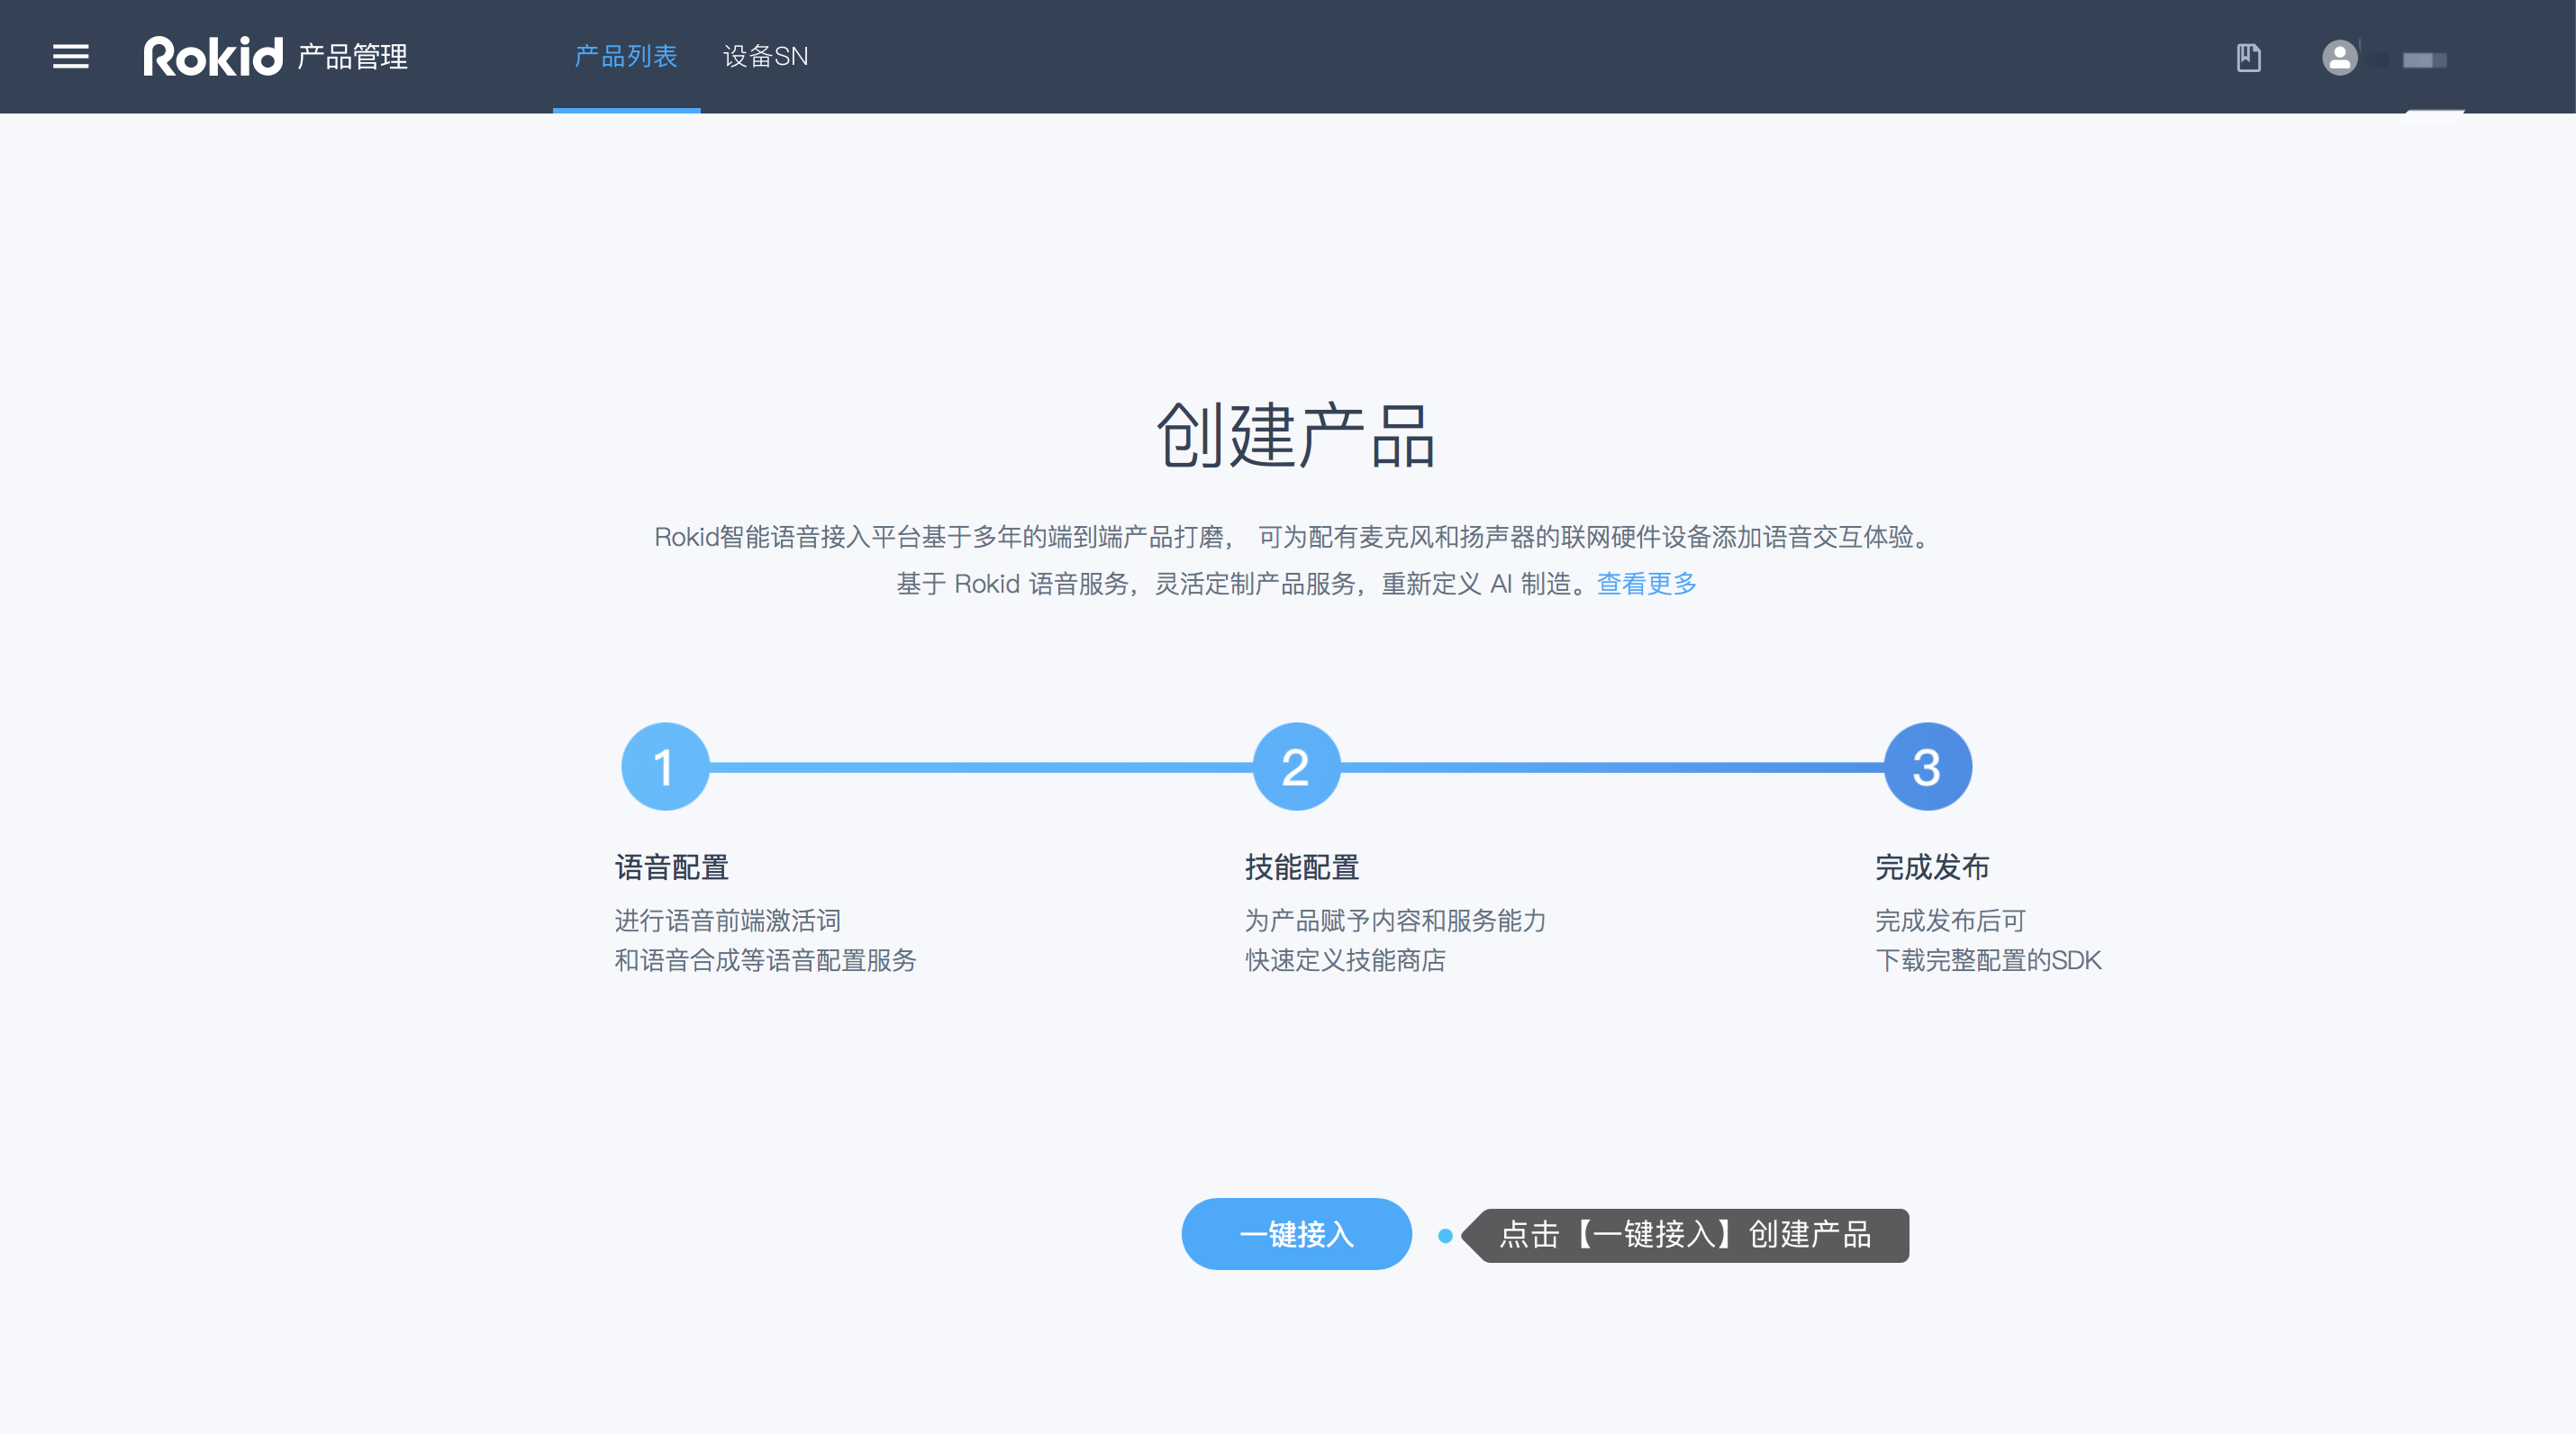 Rokid 产品管理 产品列表 设备SN
创建产品
Rokid智能语音接入平台基于多年的端到端产品打磨， 可为配有麦克风和扬声器的联网硬件设备添加语音交互体验。
基于 Rokid 语音服务，灵活定制产品服务，重新定义 AI 制造。查看更多
1
2
3
语音配置
进行语音前端激活词
和语音合成等语音配置服务
技能配置
为产品赋予内容和服务能力
快速定义技能商店
完成发布
完成发布后可
下载完整配置的SDK
一键接入
点击【一键接入】创建产品